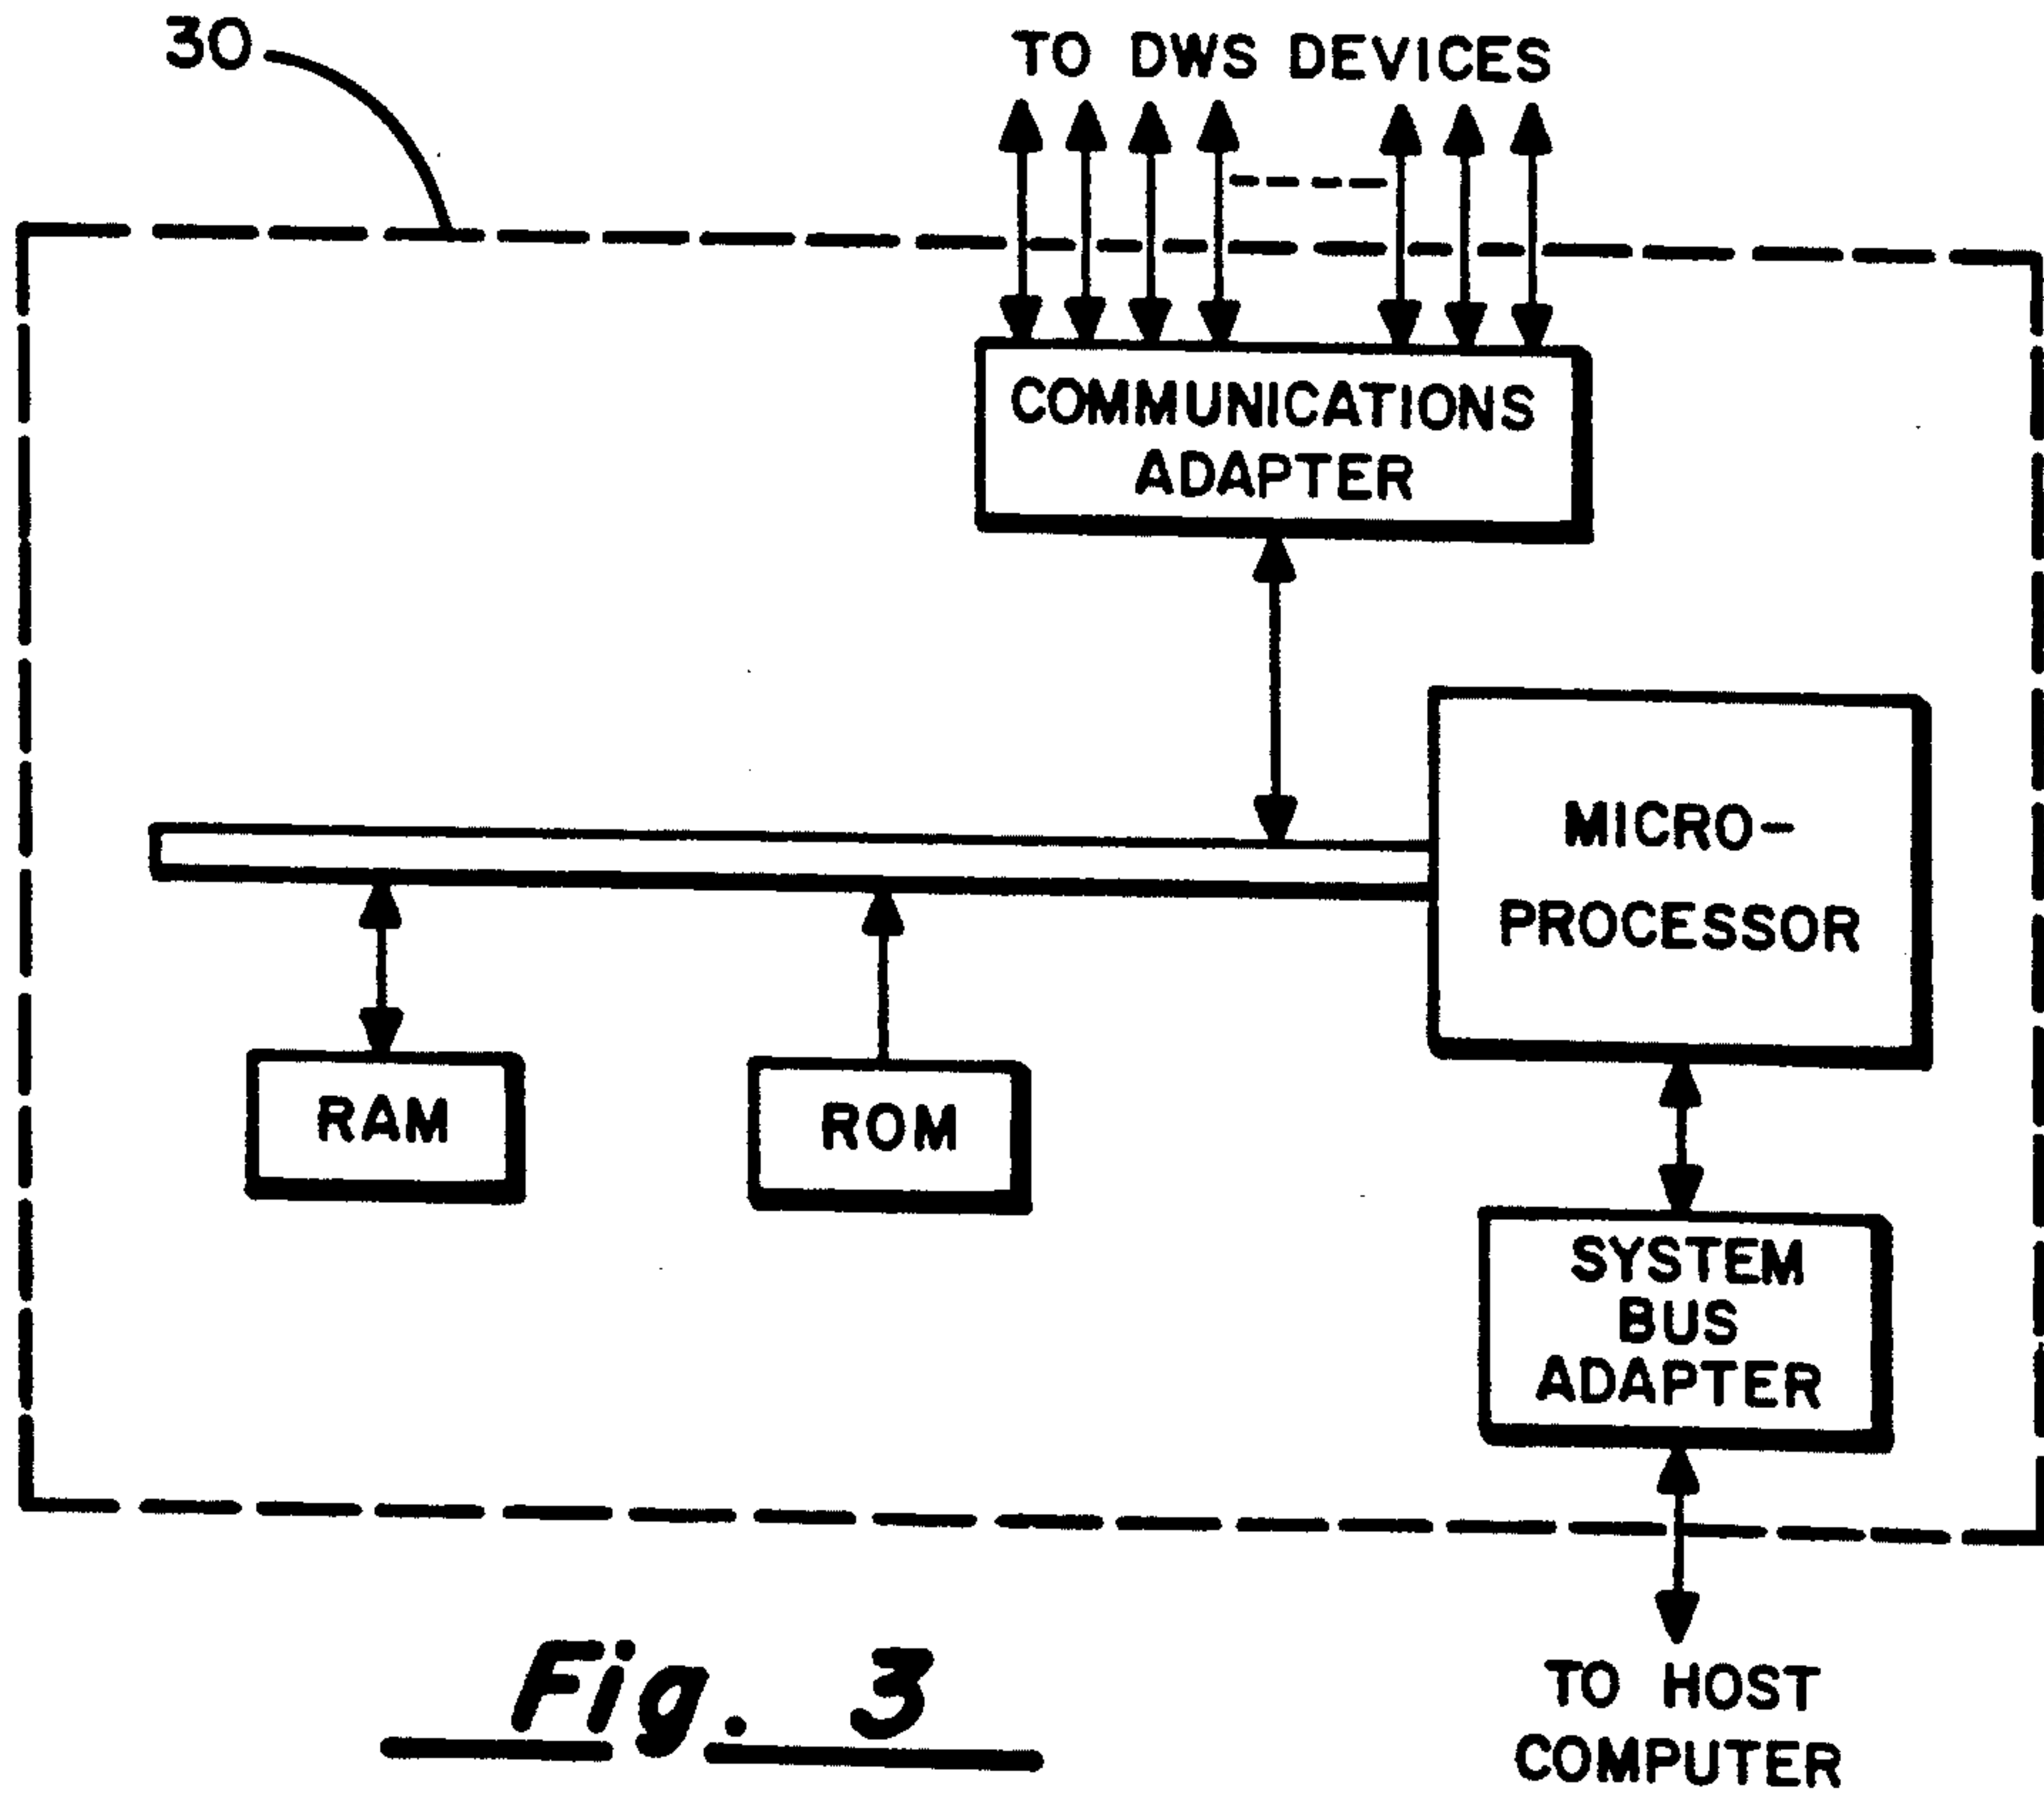 30
TO DWS DEVICES
COMMUNICATIONS
ADAPTER
MICRO-
PROCESSOR
RAM
ROM
SYSTEM
BUS
ADAPTER
TO HOST
COMPUTER
Fig. 3